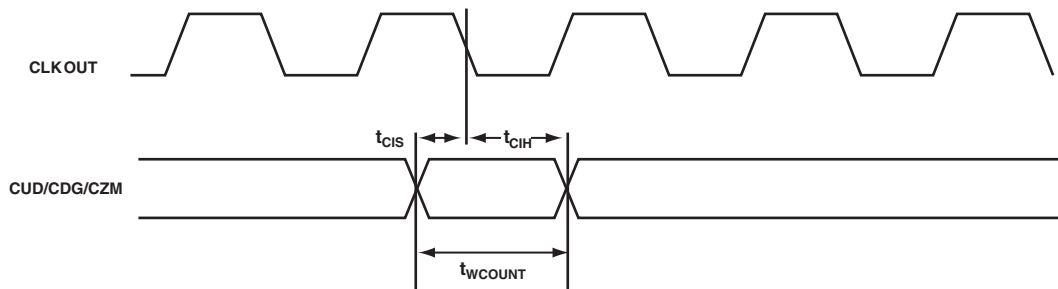 CLKOUT
tCIS
tCIH
CUD/CDG/CZM
tWCOUNT